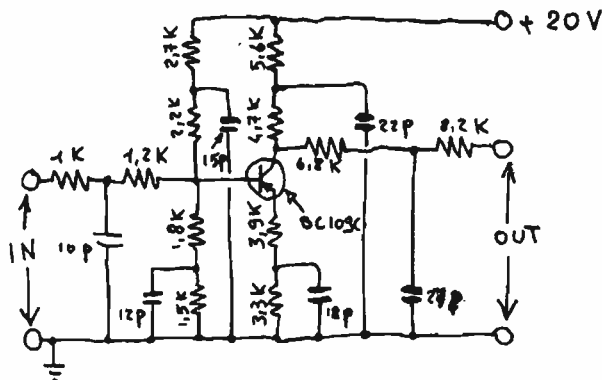 + 20V
2,7K
5,6K
2,2K
15p
4,7K
22p
8,2K
1K
1,2K
6,8K
BC109C
IN
10p
1,8K
3,9K
OUT
12p
1,5K
3,3K
18p